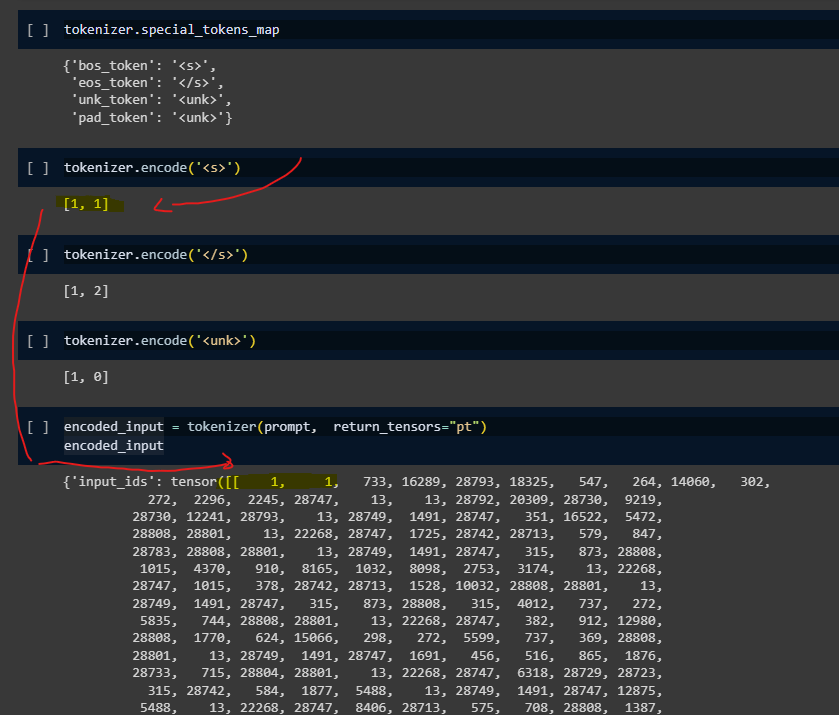 [ ] tokenizer.special_tokens_map
{'bos_token': '<s>',
'eos_token': '</s>',
'unk_token': '<unk>',
'pad_token': '<unk>'}
[ ] tokenizer.encode('<s>')
[1, 1]
[ ] tokenizer.encode('</s>')
[1, 2]
[ ] tokenizer.encode('<unk>')
[1, 0]
[ ] encoded_input = tokenizer(prompt, return_tensors="pt")
encoded_input
{'input_ids': tensor([[ 1, 1, 733, 16289, 28793, 18325, 547, 264, 14060, 302,
272, 2296, 2245, 28747, 13, 13, 28792, 20309, 28730, 9219,
28730, 12241, 28793, 13, 28749, 1491, 28747, 351, 16522, 5472,
28808, 28801, 13, 22268, 28747, 1725, 28742, 28713, 579, 847,
28783, 28808, 28801, 13, 28749, 1491, 28747, 315, 873, 28808,
1015, 4370, 910, 8165, 1032, 8098, 2753, 3174, 13, 22268,
28747, 1015, 378, 28742, 28713, 1528, 10032, 28808, 28801, 13,
28749, 1491, 28747, 315, 873, 28808, 315, 4012, 737, 272,
5835, 744, 28808, 28801, 13, 22268, 28747, 382, 912, 12980,
28808, 1770, 624, 15066, 298, 272, 5599, 737, 369, 28808,
28801, 13, 28749, 1491, 28747, 1691, 456, 516, 865, 1876,
28733, 715, 28804, 28801, 13, 22268, 28747, 6318, 28729, 28723,
315, 28742, 584, 1877, 5488, 13, 28749, 1491, 28747, 12875,
5488, 13, 22268, 28747, 8406, 28713, 575, 708, 28808, 1387,